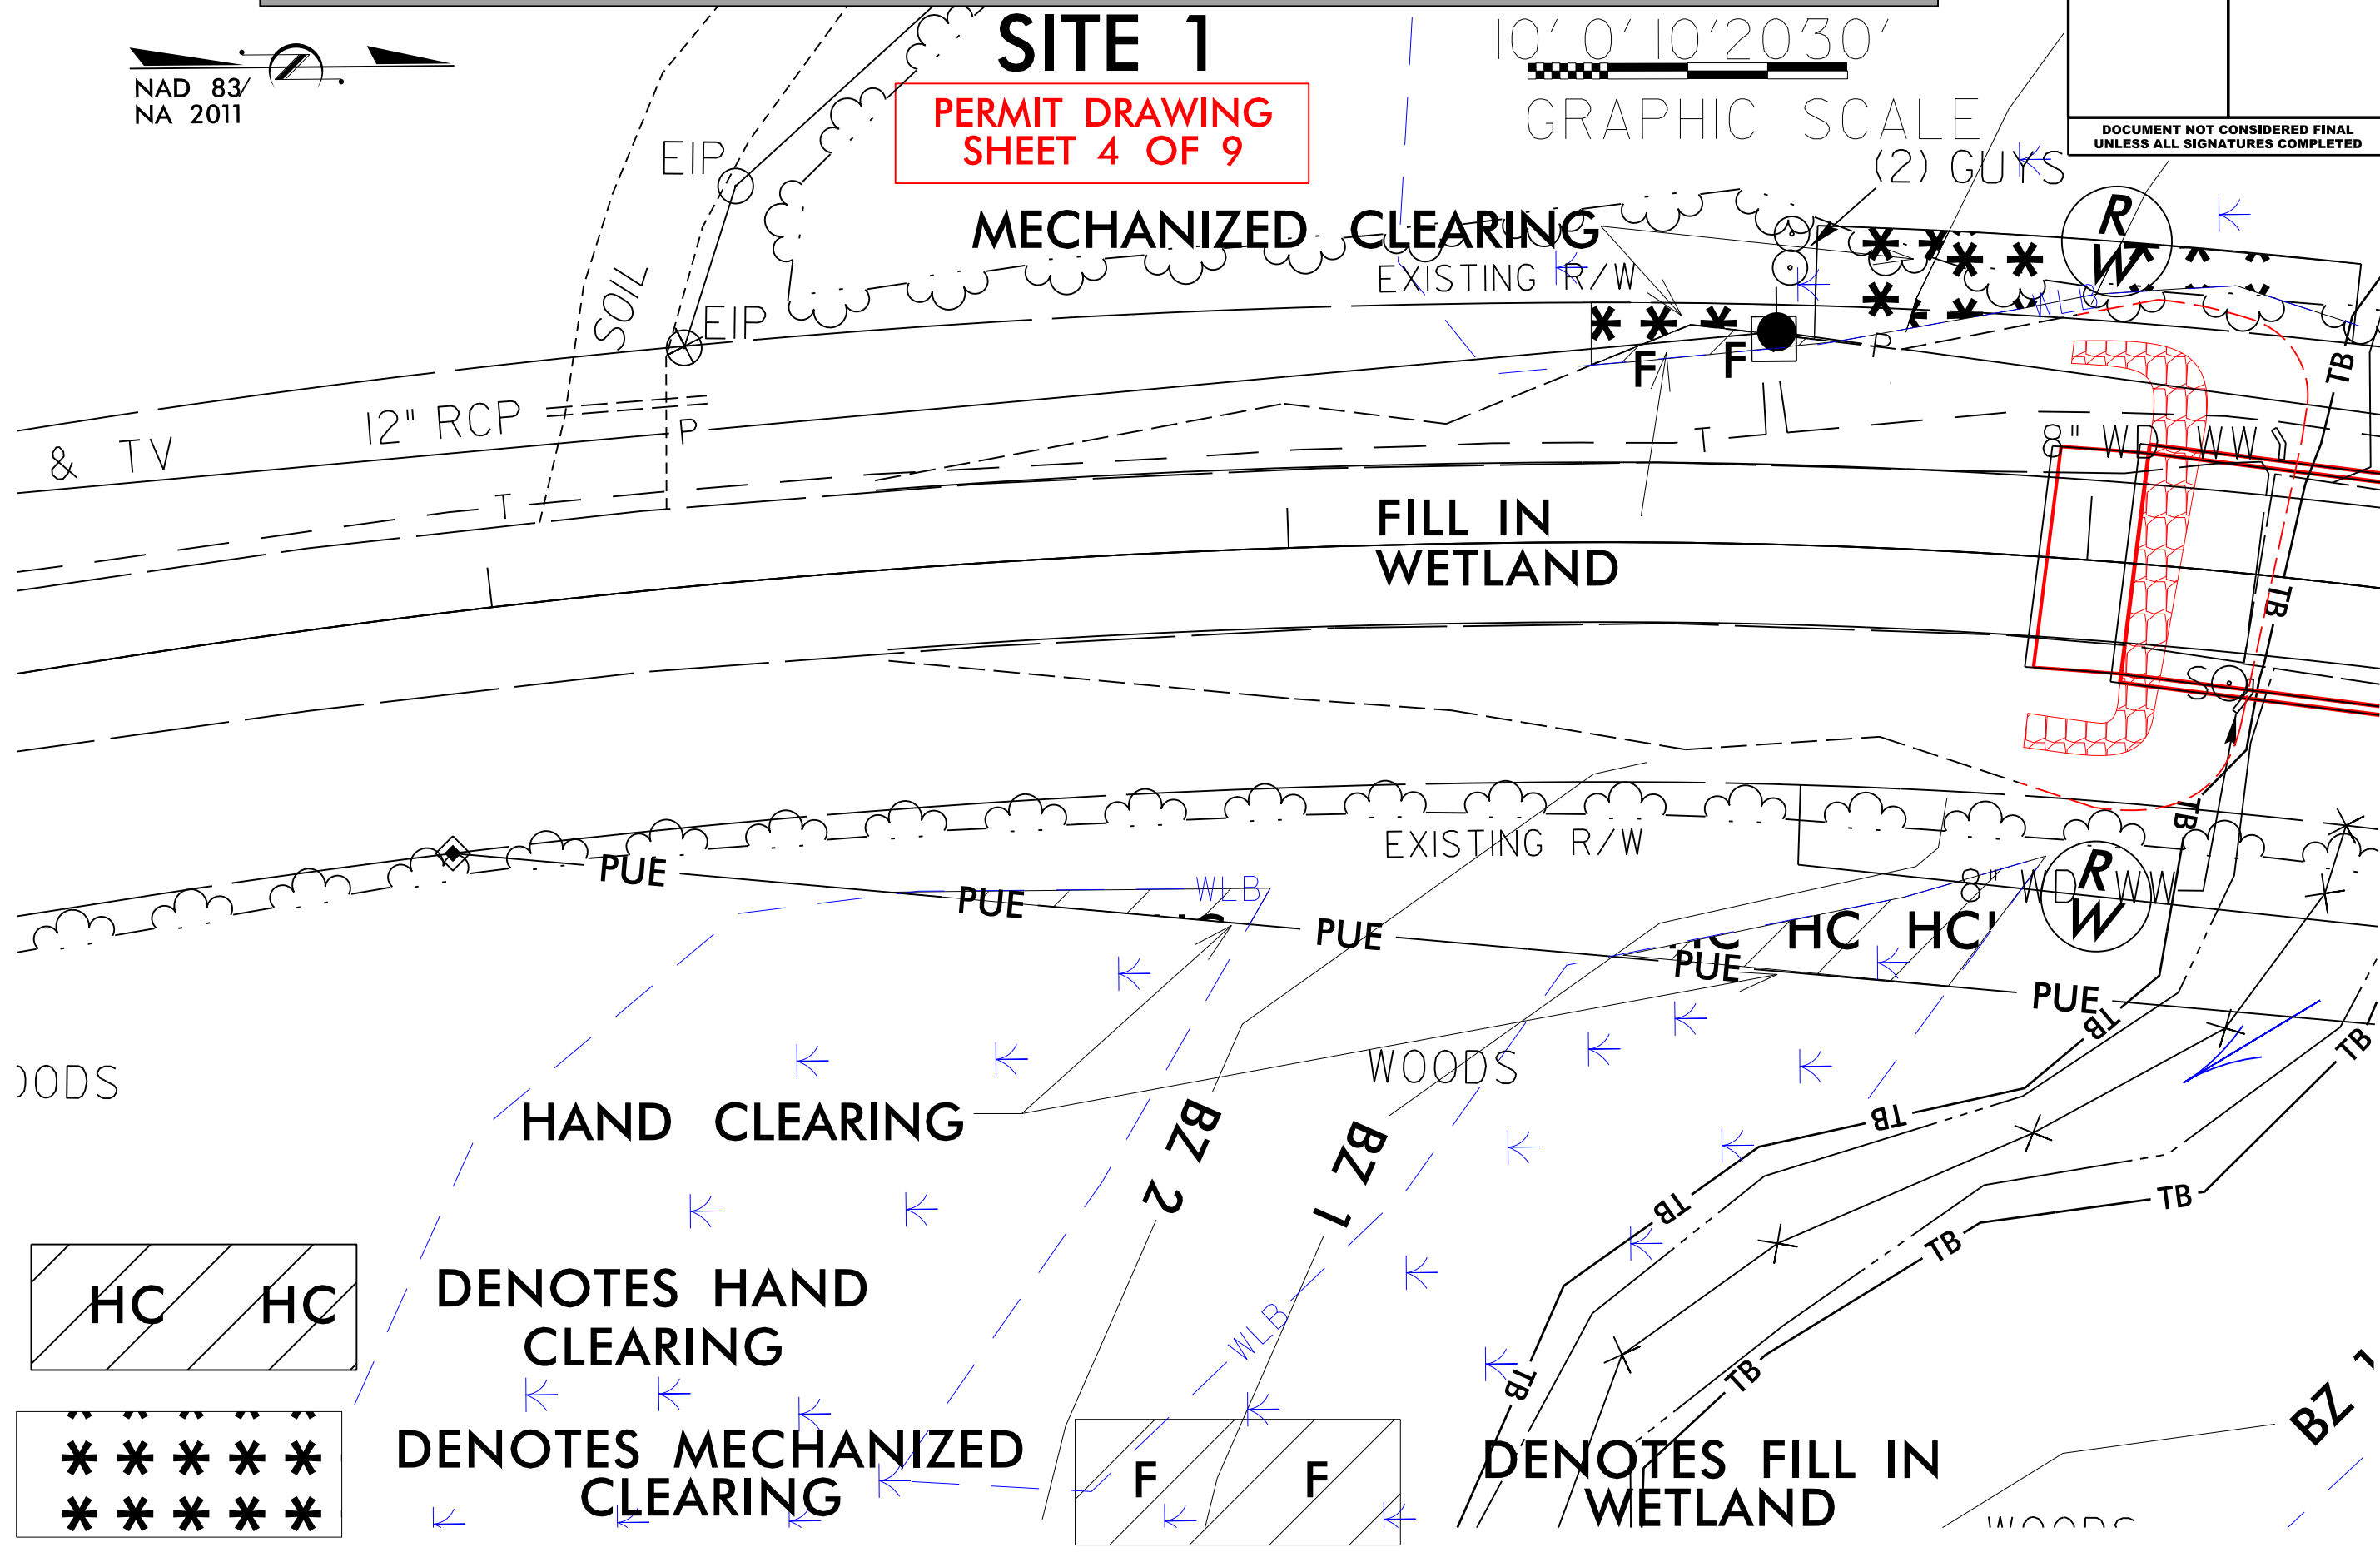 SITE 1
PERMIT DRAWING
SHEET 4 OF 9
10' 0' 10' 20' 30'
GRAPHIC SCALE
NAD 83/
NA 2011
DOCUMENT NOT CONSIDERED FINAL
UNLESS ALL SIGNATURES COMPLETED
EIP
(2) GUYS
MECHANIZED CLEARING
R
W
EXISTING R/W
SOIL
EIP
WLB
F F
P
TB
12" RCP
P
T
& TV
8" WD WW
T
FILL IN
WETLAND
TB
S
TB
EXISTING R/W
PUE
PUE
WLB
PUE
8" WD WW
R
W
HC HC HC
PUE
PUE
TB
TB
WOODS
HAND CLEARING
BZ 2
BZ 1
TB
TB
TB
TB
HC HC
DENOTES HAND
CLEARING
WLB
TB
TB
BZ 1
DENOTES MECHANIZED
CLEARING
F F
DENOTES FILL IN
WETLAND
WOODS